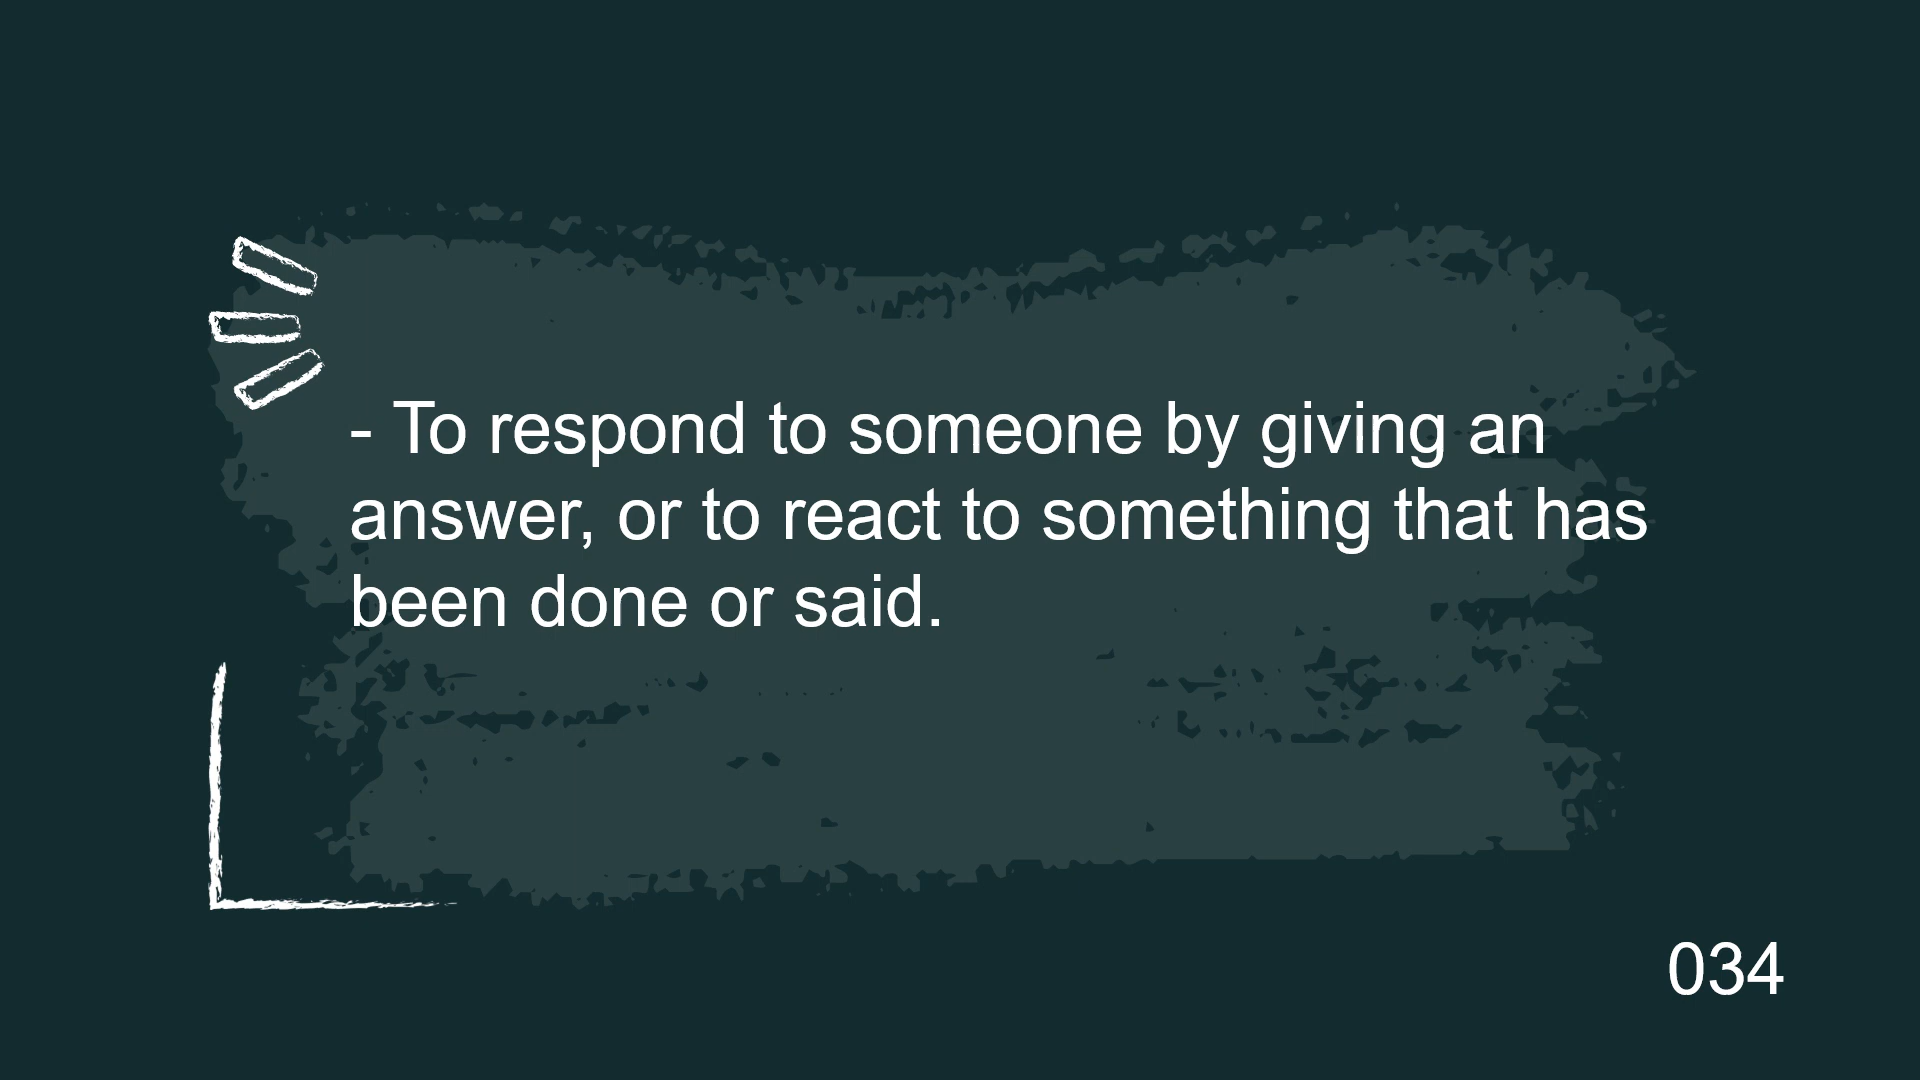 - To respond to someone by giving an
answer, or to react to something that has
been done or said.
034